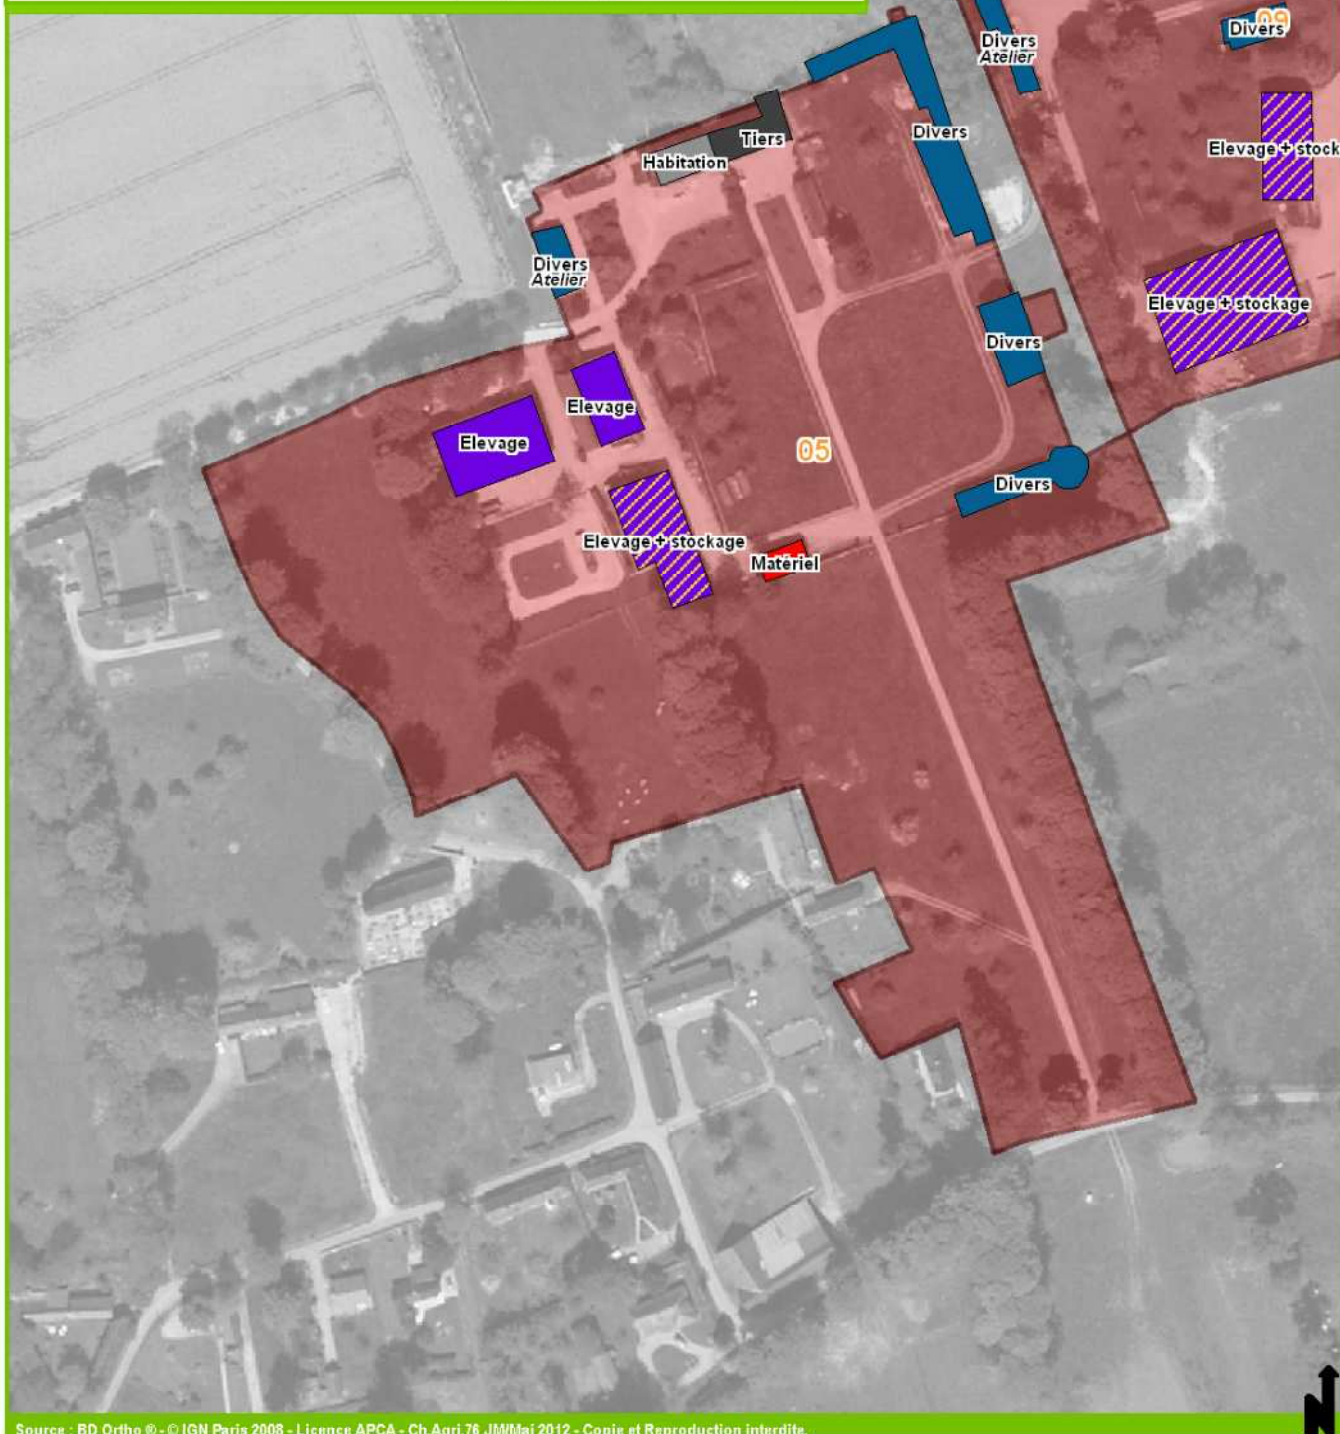 09
Divers
Divers
Atelier
Divers
Tiers
Habitation
Elevage + stock
Divers
Atelier
Elevage + stockage
Divers
Elevage
Elevage
05
Divers
Elevage + stockage
Matériel
N
Source : BD Ortho ® - © IGN Paris 2008 - Licence APCA - Ch Agri 76 JM/Mai 2012 - Copie et Reproduction interdite.